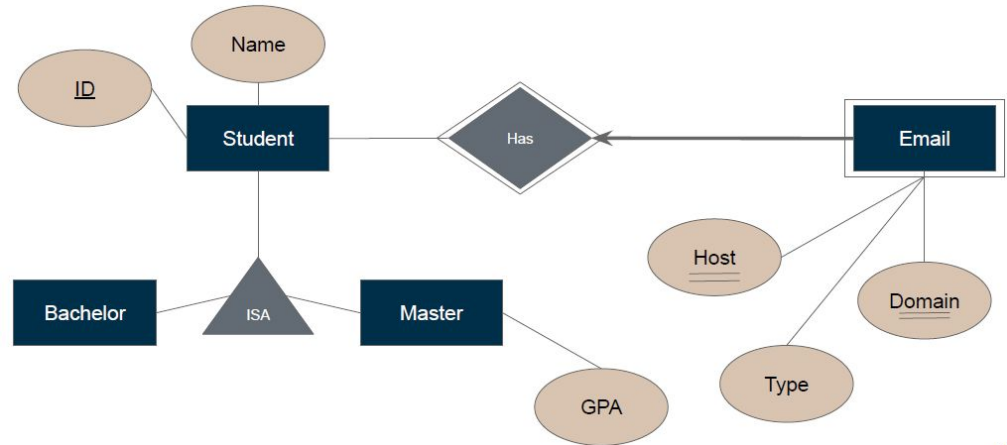 Name
ID
Student
Has
Email
Host
Domain
Bachelor
ISA
Master
Type
GPA